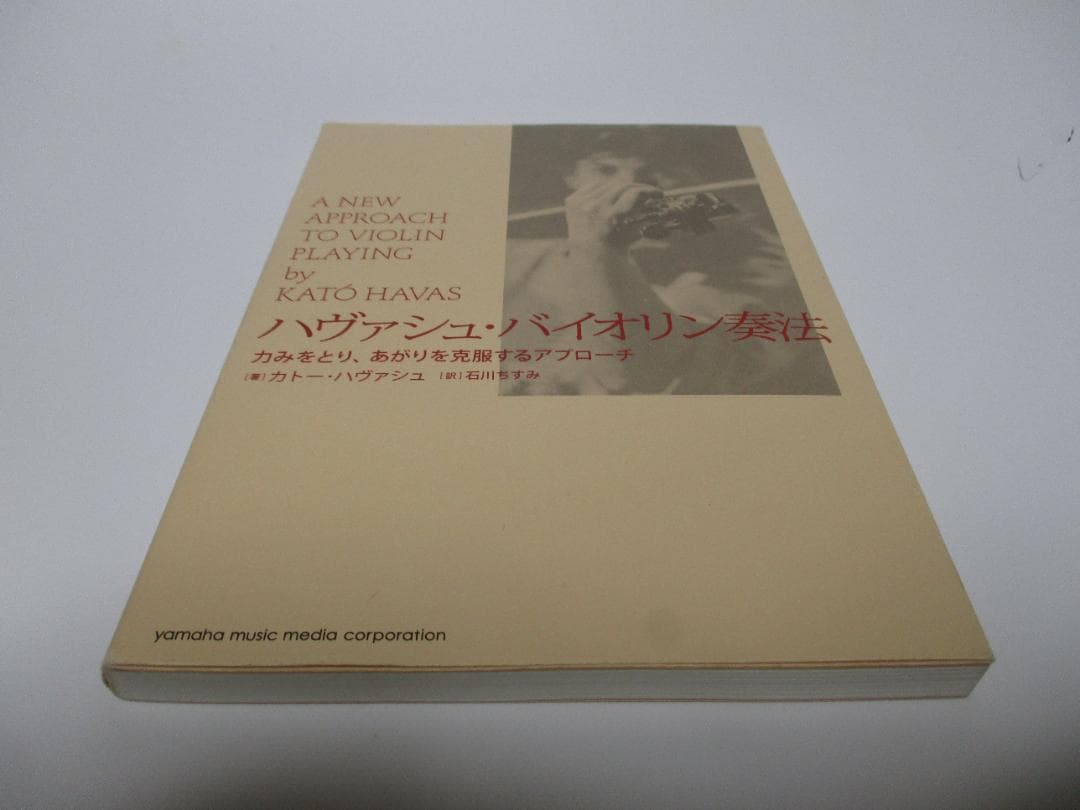 A NEW
APPROACH
TO VIOLIN
PLAYING
by
KATÓ HAVAS
ハヴァシュ・バイオリン奏法
力みをとり、あがりを克服するアプローチ
［著］カトー・ハヴァシュ ［訳］石川ちすみ
yamaha music media corporation